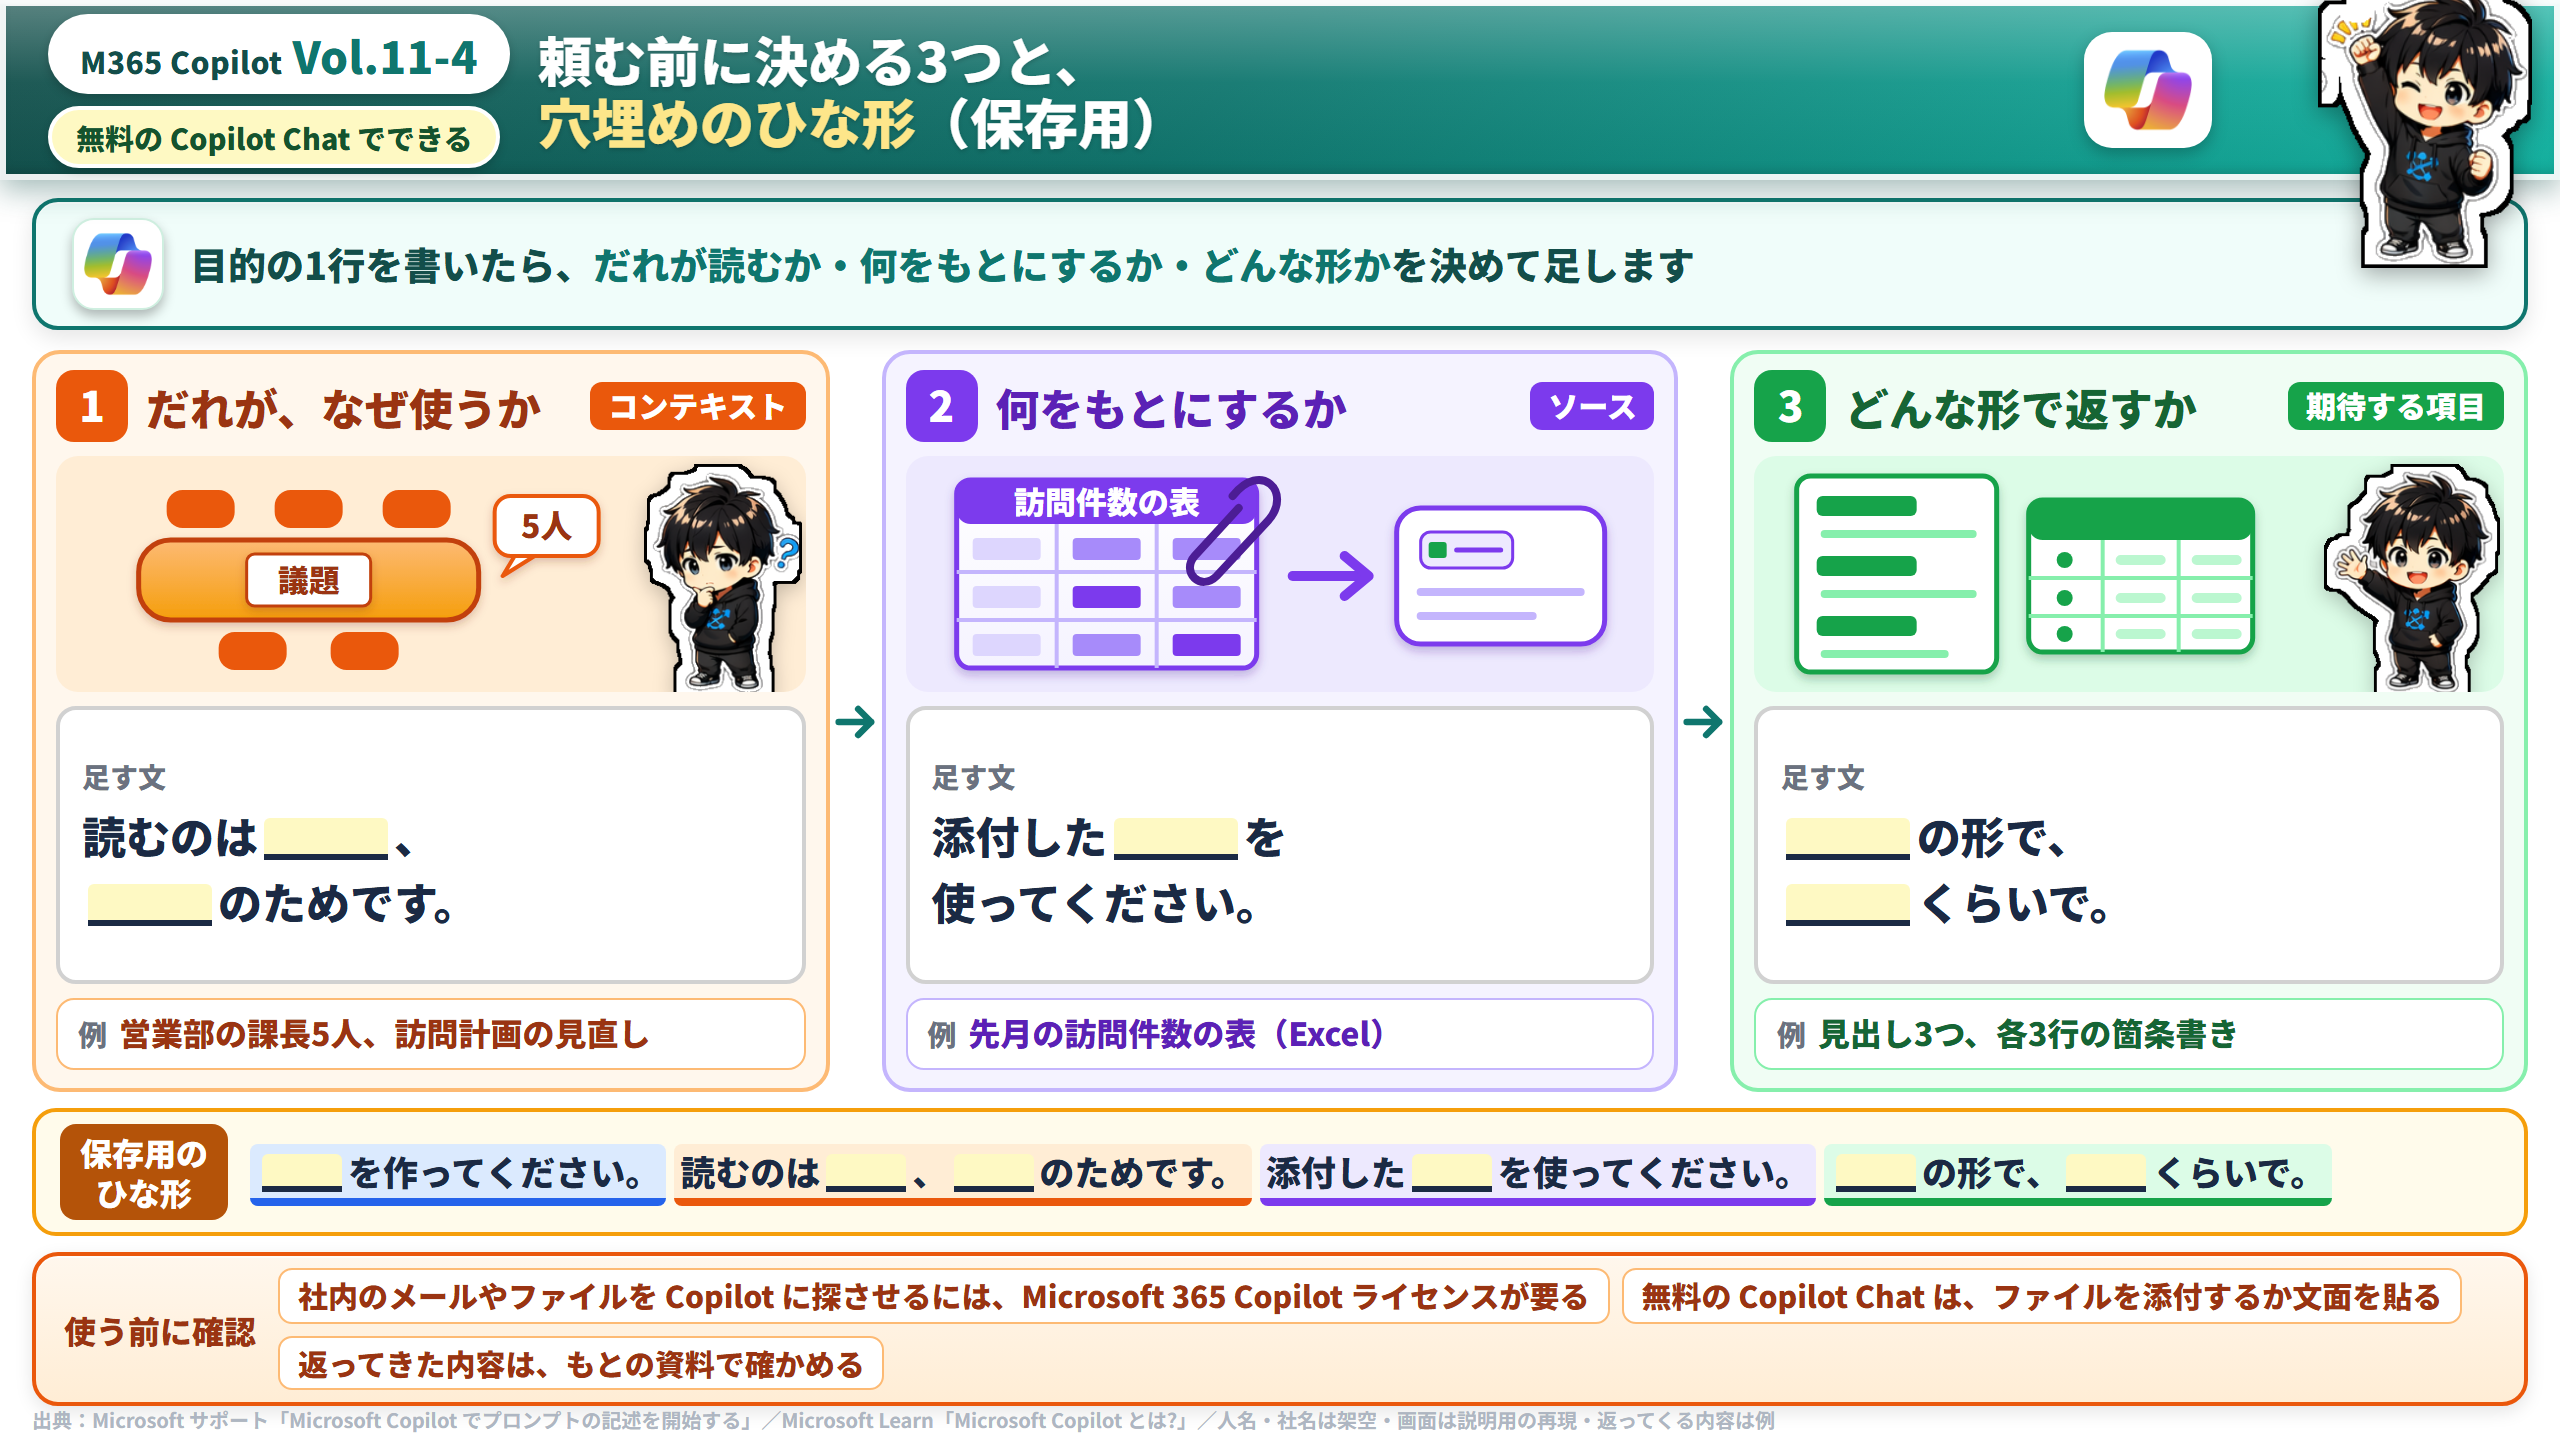 M365 Copilot Vol.11-4
無料の Copilot Chat でできる
頼む前に決める3つと、
穴埋めのひな形（保存用）
目的の1行を書いたら、だれが読むか・何をもとにするか・どんな形かを決めて足します
1 だれが、なぜ使うか コンテキスト
議題
5人
?
足す文
読むのは＿＿＿、
＿＿＿のためです。
例 営業部の課長5人、訪問計画の見直し
2 何をもとにするか ソース
訪問件数の表
足す文
添付した＿＿＿を
使ってください。
例 先月の訪問件数の表（Excel）
3 どんな形で返すか 期待する項目
足す文
＿＿＿の形で、
＿＿＿くらいで。
例 見出し3つ、各3行の箇条書き
保存用の
ひな形
＿＿＿を作ってください。 読むのは＿＿＿、＿＿＿のためです。 添付した＿＿＿を使ってください。 ＿＿＿の形で、＿＿＿くらいで。
使う前に確認
社内のメールやファイルを Copilot に探させるには、Microsoft 365 Copilot ライセンスが要る
無料の Copilot Chat は、ファイルを添付するか文面を貼る
返ってきた内容は、もとの資料で確かめる
出典：Microsoft サポート「Microsoft Copilot でプロンプトの記述を開始する」／Microsoft Learn「Microsoft Copilot とは?」／人名・社名は架空・画面は説明用の再現・返ってくる内容は例